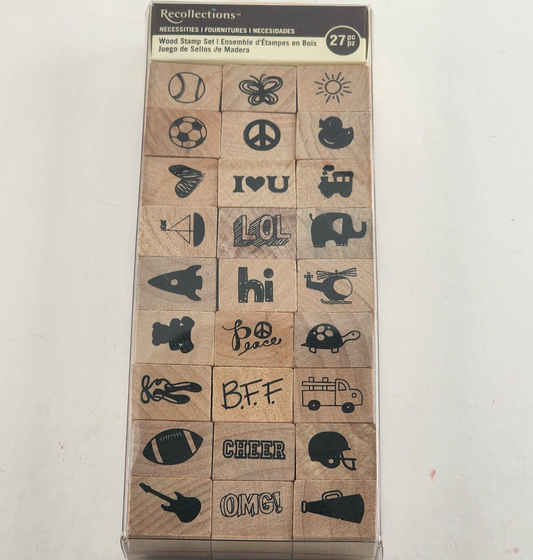 Recollections™
NECESSITIES | FOURNITURES | NECESIDADES
Wood Stamp Set | Ensemble d'Étampes en Bois
Juego de Sellos de Madera
27 pc
pz
I♥U
LOL
hi
Peace
B.F.F.
CHEER
OMG!